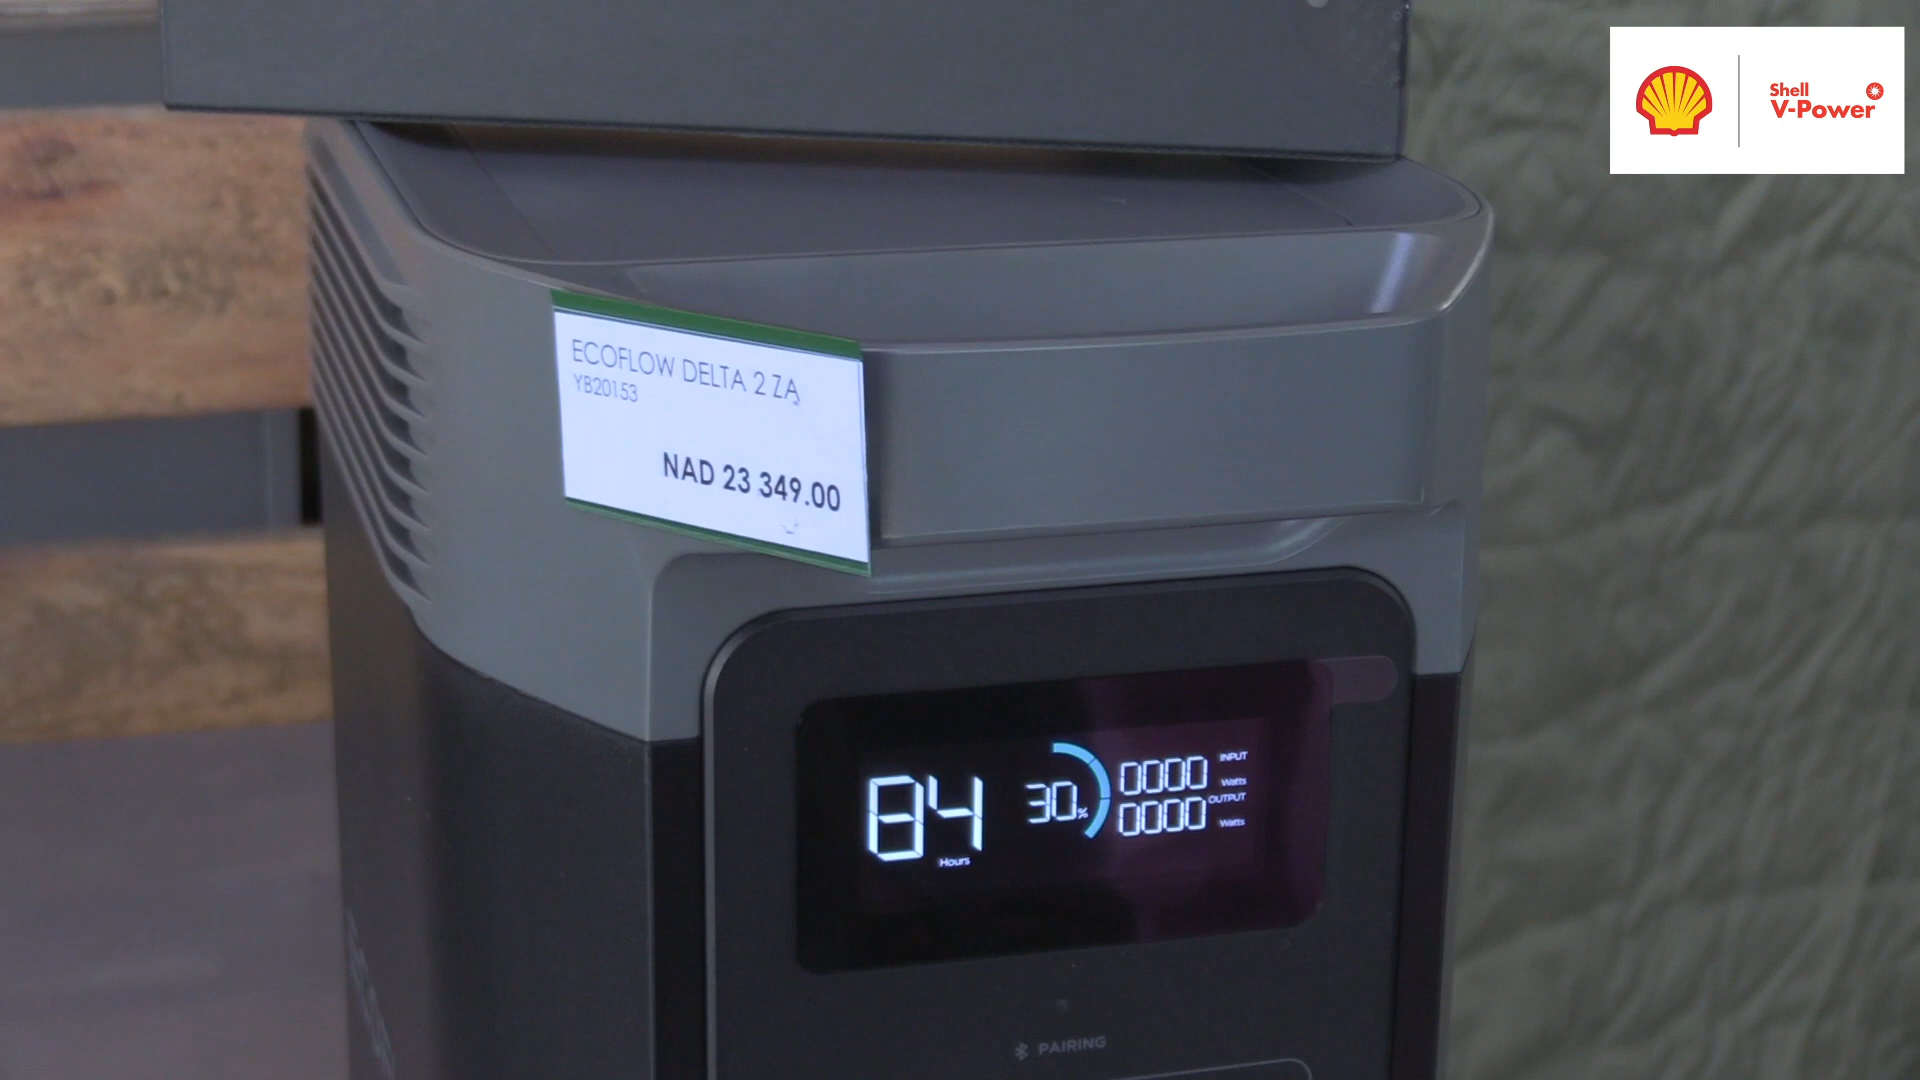 Shell
V-Power
ECOFLOW DELTA 2 ZA
YB20153
NAD 23 349.00
84
Hours
30%
0000
INPUT
Watts
0000
OUTPUT
Watts
PAIRING